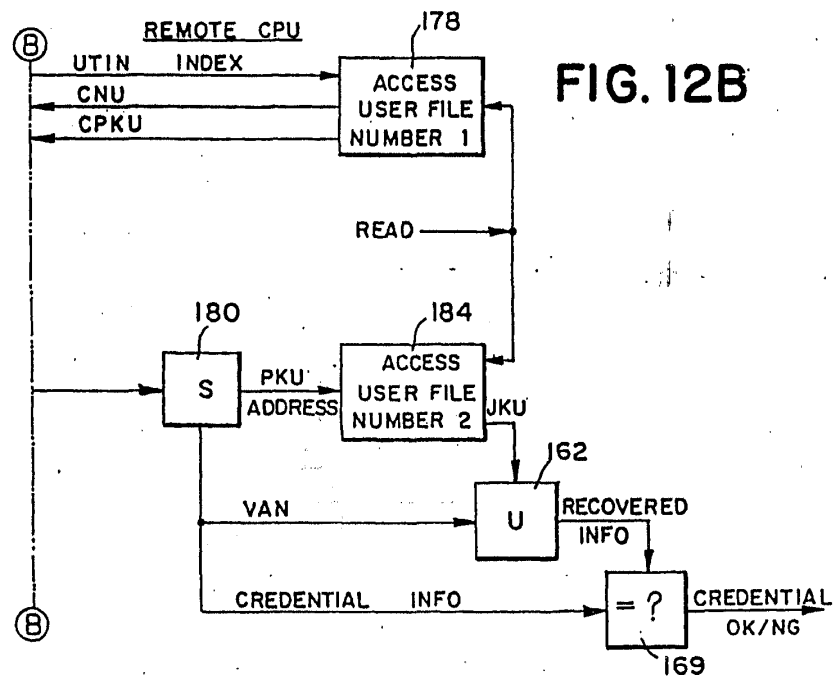 B
REMOTE CPU
178
FIG. 12B
UTIN INDEX
CNU
CPKU
ACCESS
USER FILE
NUMBER 1
READ
180
184
S
PKU
ADDRESS
ACCESS
USER FILE
NUMBER 2
JKU
162
VAN
U
RECOVERED
INFO
CREDENTIAL INFO
= ?
CREDENTIAL
OK/NG
169
B